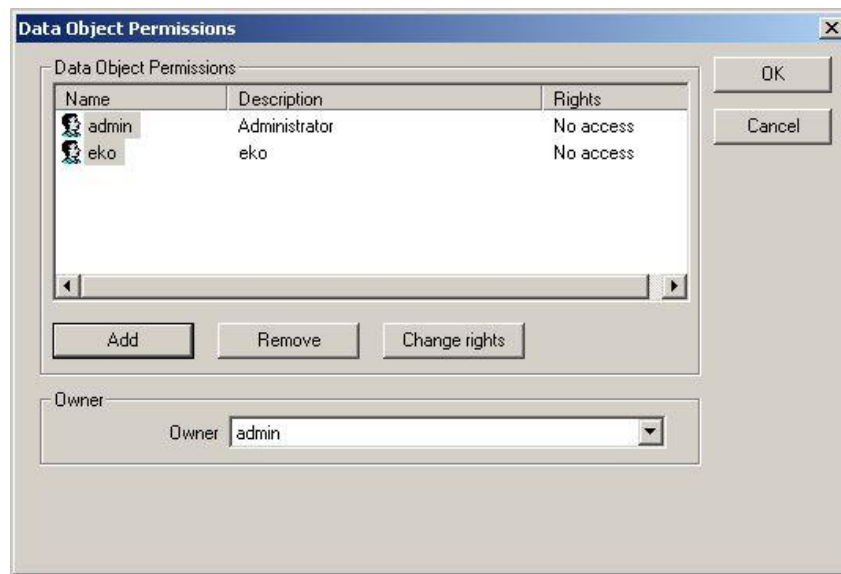 Data Object Permissions
Data Object Permissions
OK
Name Description Rights
admin Administrator No access
Cancel
eko eko No access
Add Remove Change rights
Owner
Owner admin